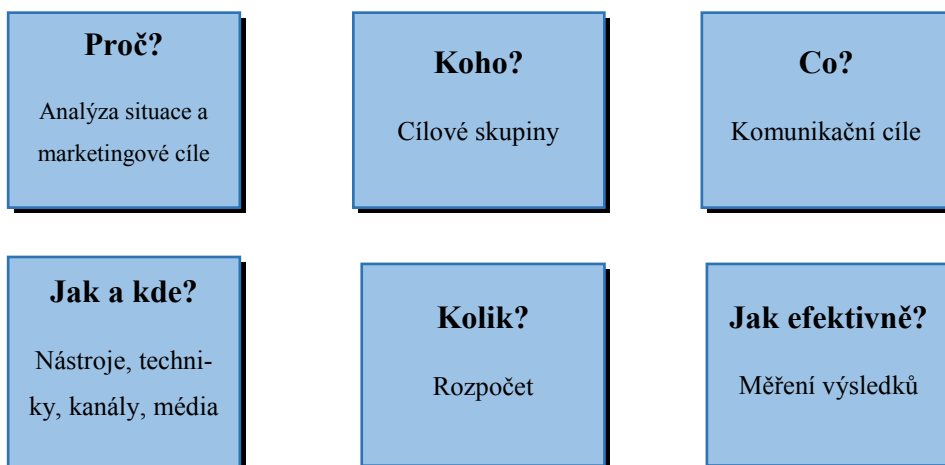 Proč?
Analýza situace a
marketingové cíle
Koho?
Cílové skupiny
Co?
Komunikační cíle
Jak a kde?
Nástroje, techni-
ky, kanály, média
Kolik?
Rozpočet
Jak efektivně?
Měření výsledků